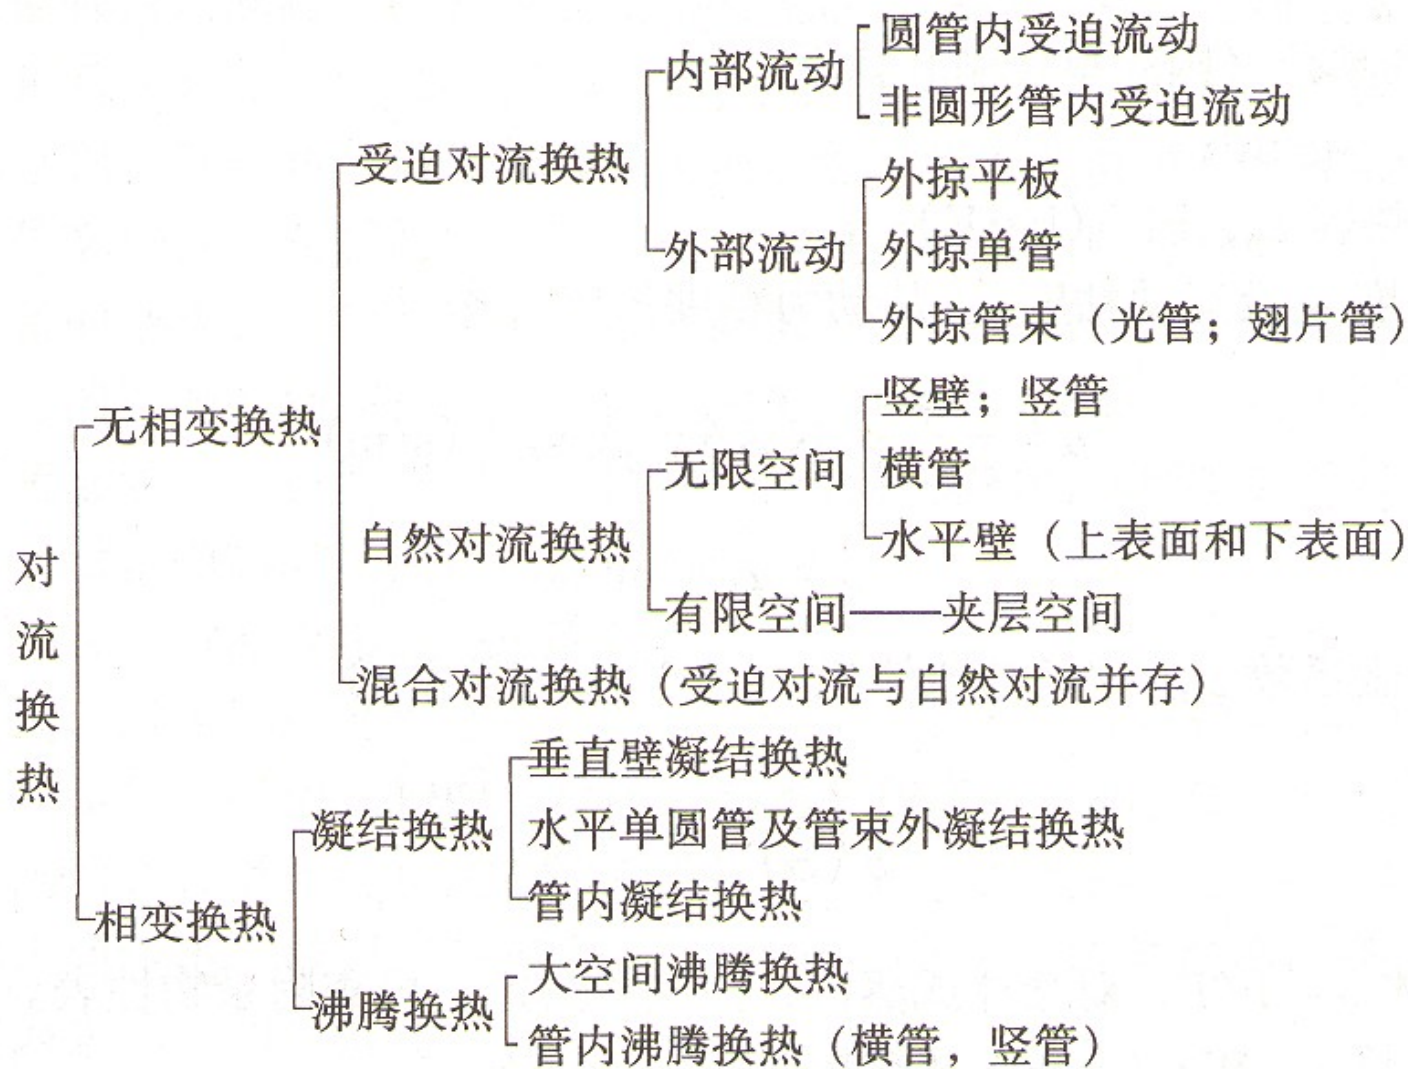 对流换热
无相变换热
受迫对流换热
内部流动
圆管内受迫流动
非圆形管内受迫流动
外部流动
外掠平板
外掠单管
外掠管束（光管；翅片管）
自然对流换热
无限空间
竖壁；竖管
横管
水平壁（上表面和下表面）
有限空间——夹层空间
混合对流换热（受迫对流与自然对流并存）
相变换热
凝结换热
垂直壁凝结换热
水平单圆管及管束外凝结换热
管内凝结换热
沸腾换热
大空间沸腾换热
管内沸腾换热（横管，竖管）